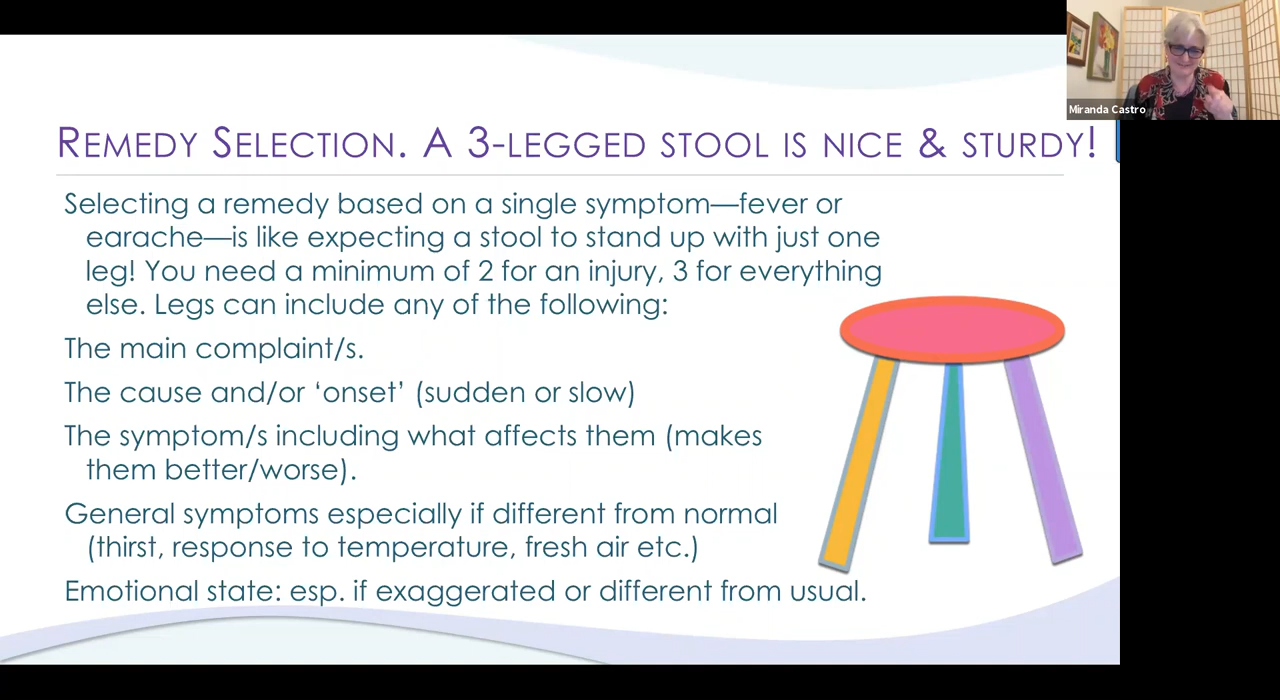 REMEDY SELECTION. A 3-LEGGED STOOL IS NICE & STURDY!
Selecting a remedy based on a single symptom—fever or
earache—is like expecting a stool to stand up with just one
leg! You need a minimum of 2 for an injury, 3 for everything
else. Legs can include any of the following:
The main complaint/s.
The cause and/or ‘onset’ (sudden or slow)
The symptom/s including what affects them (makes
them better/worse).
General symptoms especially if different from normal
(thirst, response to temperature, fresh air etc.)
Emotional state: esp. if exaggerated or different from usual.
Miranda Castro